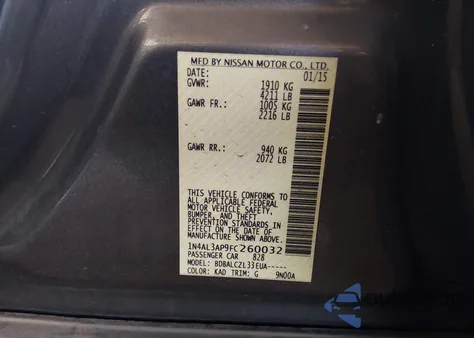 MFD BY NISSAN MOTOR CO., LTD.
DATE: 01/15
GVWR: 1910 KG
4211 LB
GAWR FR.: 1005 KG
2216 LB
GAWR RR.: 940 KG
2072 LB
THIS VEHICLE CONFORMS TO
ALL APPLICABLE FEDERAL
MOTOR VEHICLE SAFETY,
BUMPER, AND THEFT
PREVENTION STANDARDS IN
EFFECT ON THE DATE OF
MANUFACTURE SHOWN ABOVE.
1N4AL3AP9FC260032
PASSENGER CAR 828
MODEL: BDBALCZL33EUA-----
COLOR: KAD TRIM: G 9N00A